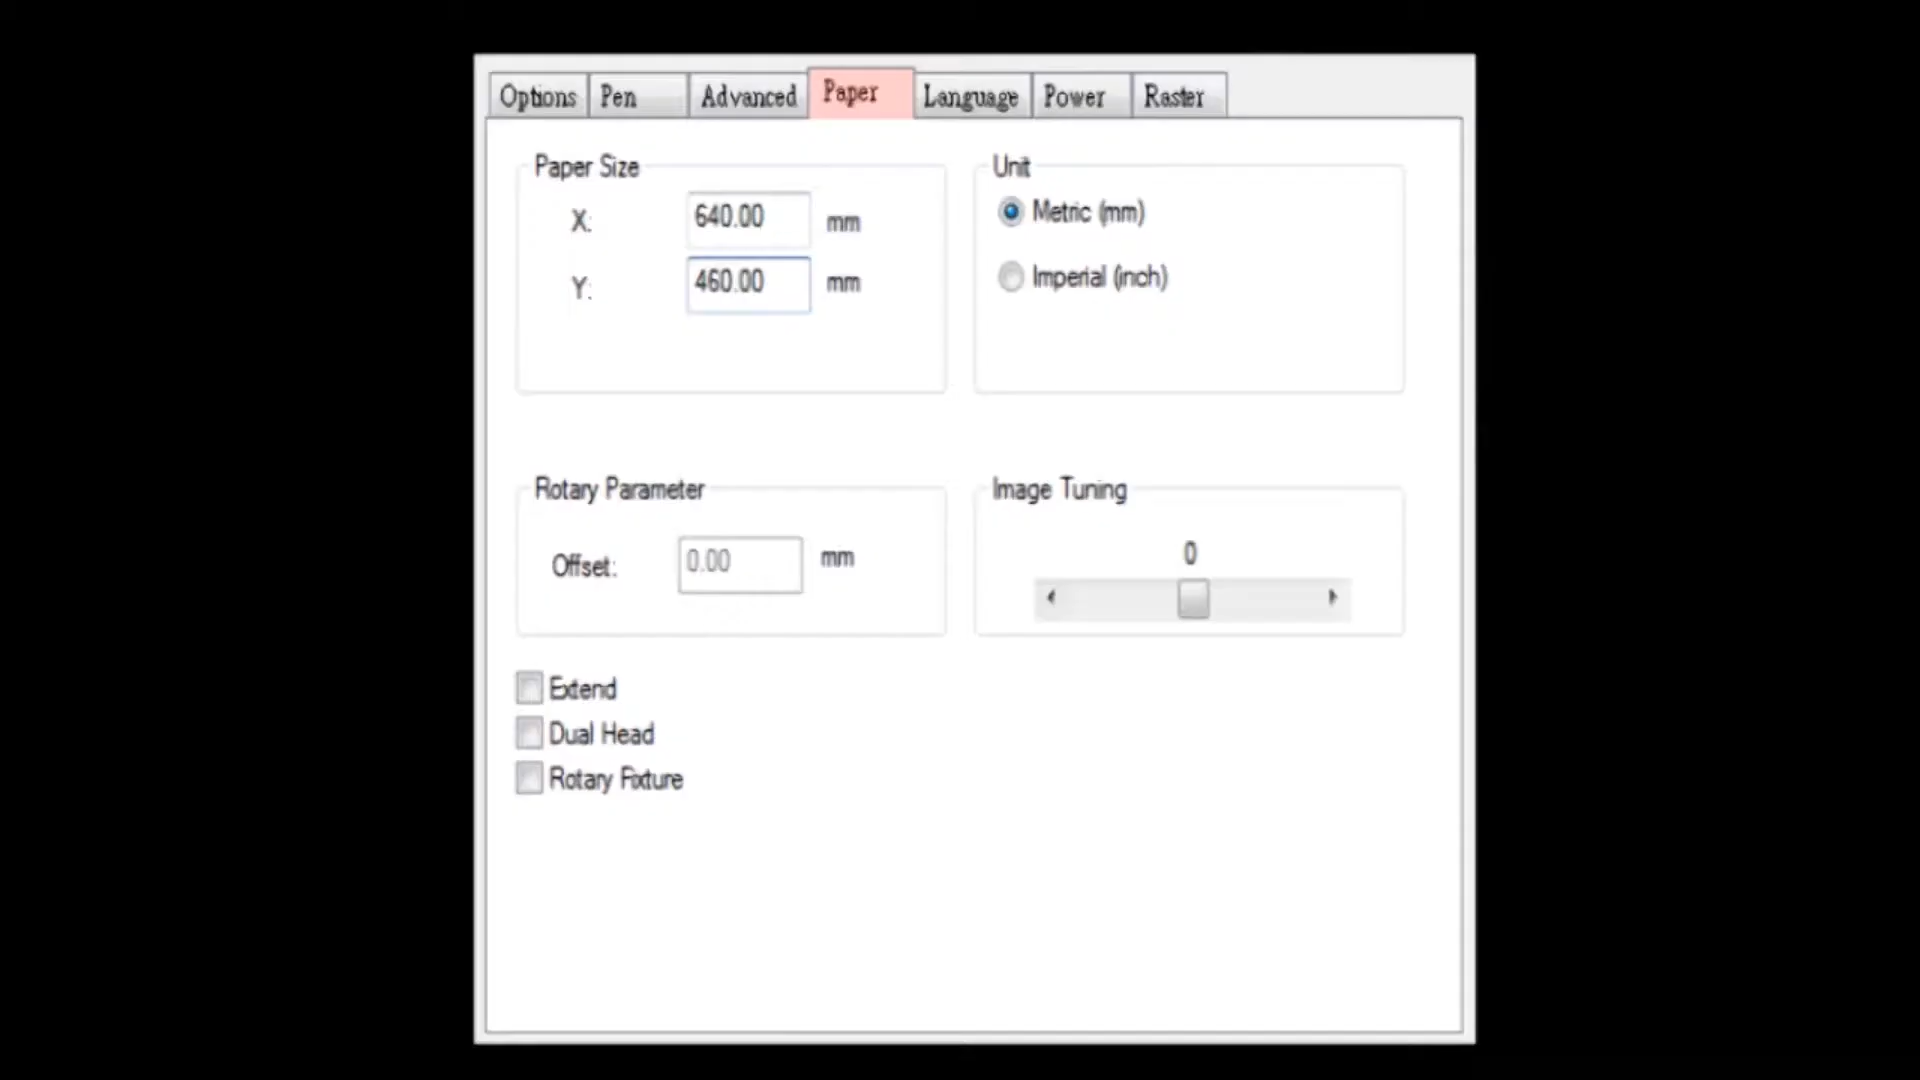 Options Pen Advanced Paper Language Power Raster
Paper Size
X: 640.00 mm
Y: 460.00 mm
Unit
Metric (mm)
Imperial (inch)
Rotary Parameter
Offset: 0.00 mm
Image Tuning
0
Extend
Dual Head
Rotary Fixture